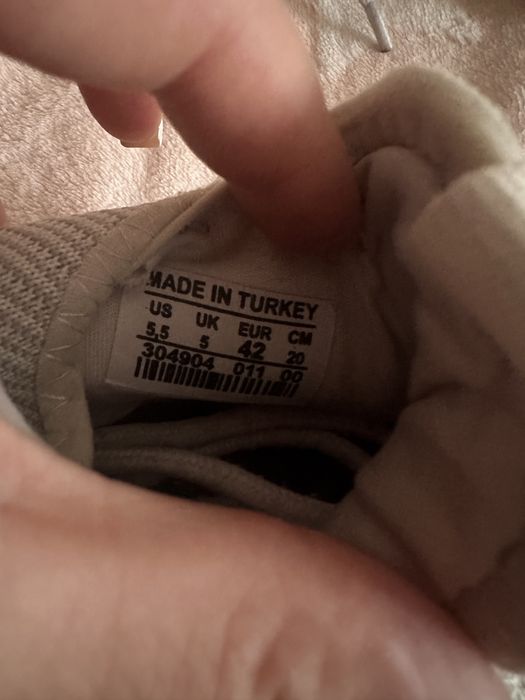 MADE IN TURKEY
US UK EUR CM
5,5 5 42 20
304904 011 00